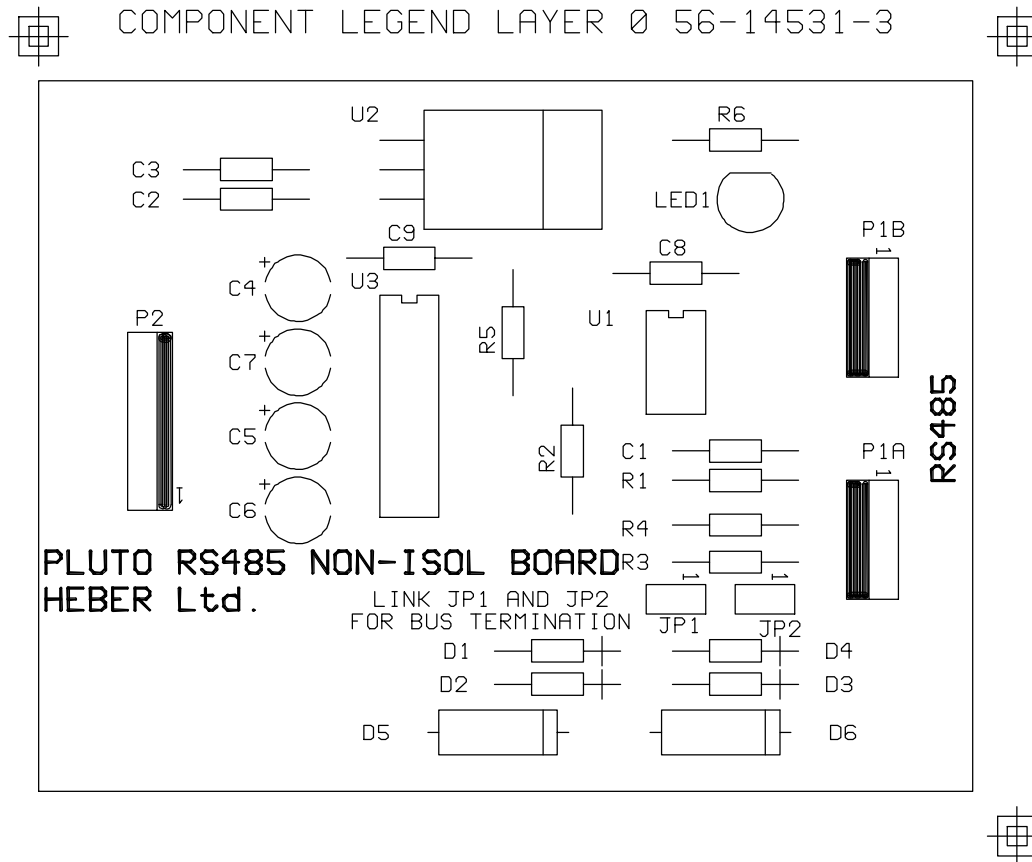 COMPONENT LEGEND LAYER 0 56-14531-3
U2
R6
C3
C2
LED1
C9
P1B
1
C8
U3
C4
P2
U1
R5
C7
RS485
C5
C1
P1A
1
R2
R1
1
C6
R4
PLUTO RS485 NON-ISOL BOARD
R3
HEBER Ltd.
1
1
LINK JP1 AND JP2
FOR BUS TERMINATION
JP1
JP2
D1
D4
D2
D3
D5
D6